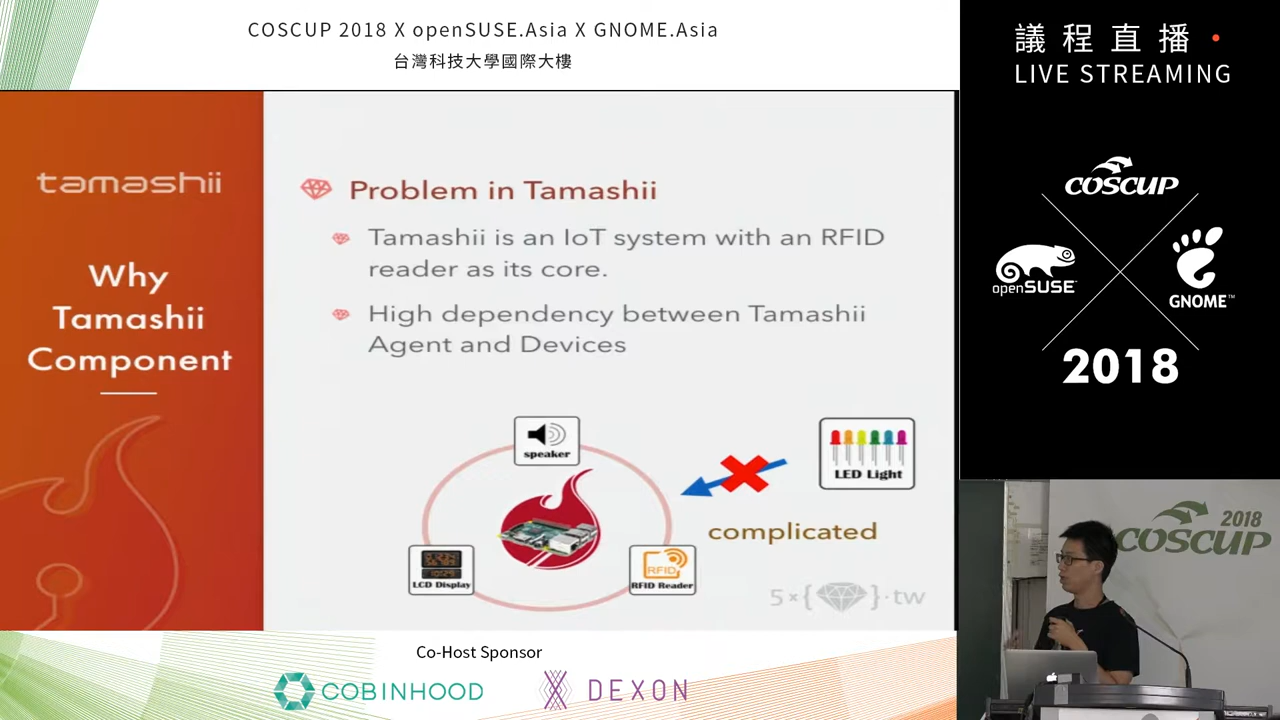 COSCUP 2018 X openSUSE.Asia X GNOME.Asia
台灣科技大學國際大樓
議程直播
LIVE STREAMING
tamashii
Why
Tamashii
Component
Problem in Tamashii
Tamashii is an IoT system with an RFID
reader as its core.
High dependency between Tamashii
Agent and Devices
speaker
LED Light
complicated
LCD Display
RFID
RFID Reader
5×{ }·tw
COSCUP
openSUSE
GNOME™
2018
2018
COSCUP
Co-Host Sponsor
COBINHOOD
DEXON